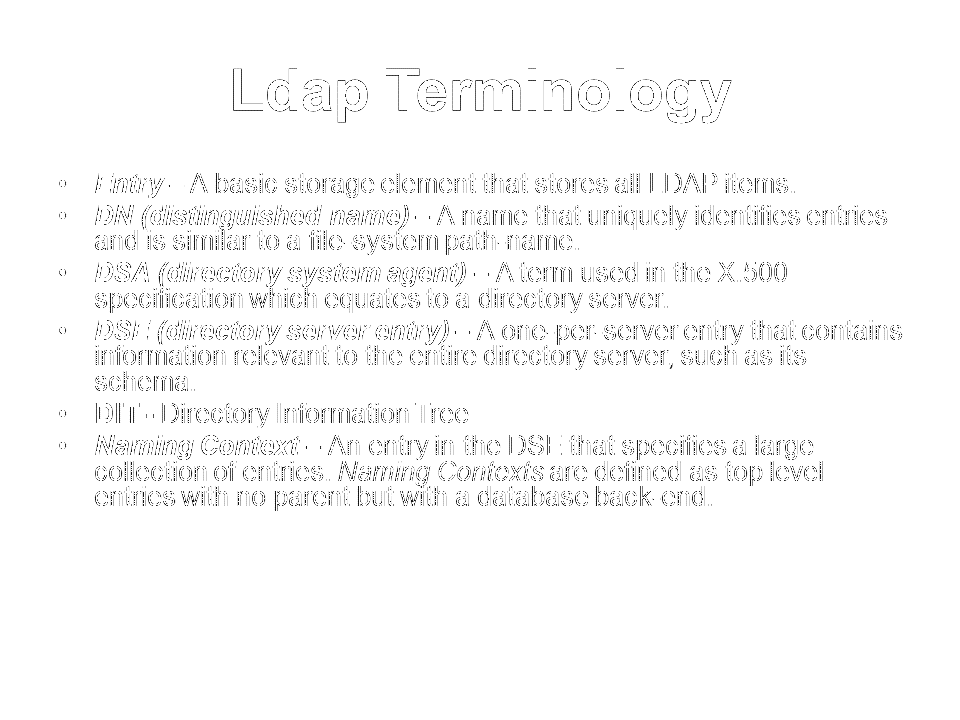 Ldap Terminology
• Entry – A basic storage element that stores all LDAP items.
• DN (distinguished name) – A name that uniquely identifies entries
and is similar to a file-system path-name.
• DSA (directory system agent) – A term used in the X.500
specification which equates to a directory server.
• DSE (directory server entry) – A one-per-server entry that contains
information relevant to the entire directory server, such as its
schema.
• DIT - Directory Information Tree
• Naming Context – An entry in the DSE that specifies a large
collection of entries. Naming Contexts are defined as top level
entries with no parent but with a database back-end.